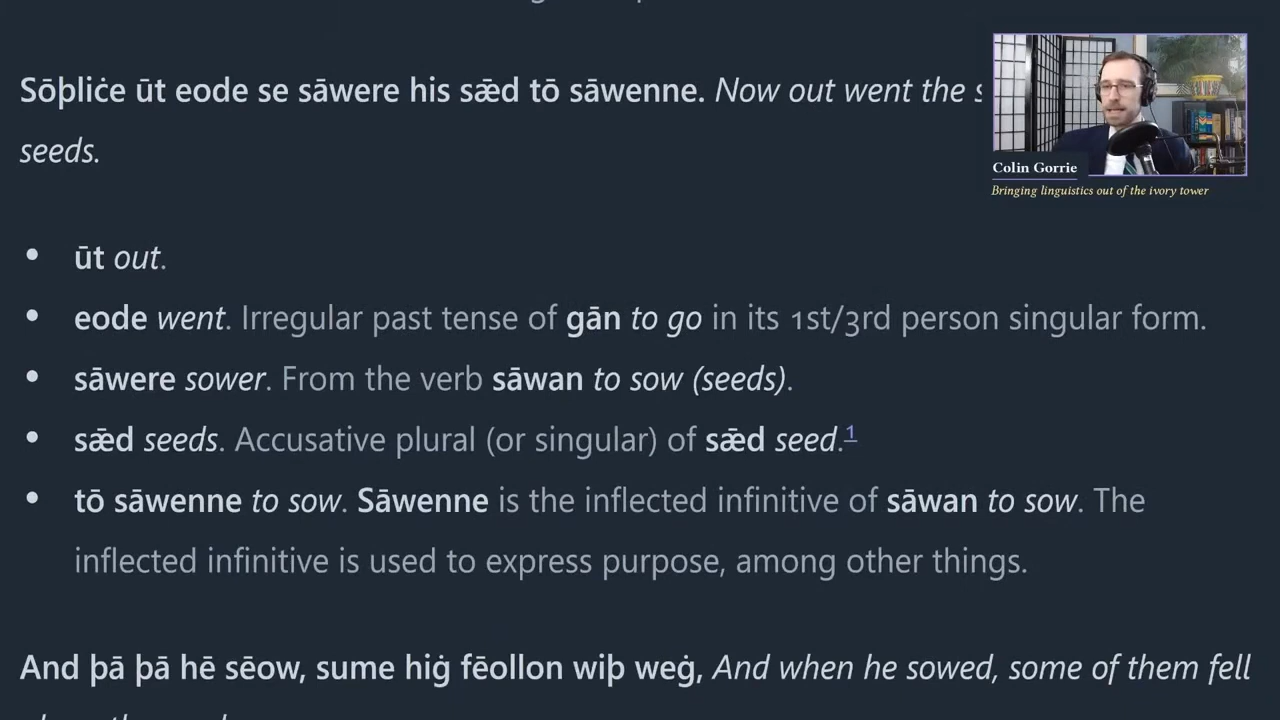 Sōþliċe ūt eode se sāwere his sǣd tō sāwenne. Now out went the
seeds.
Colin Gorrie
Bringing linguistics out of the ivory tower
• ūt out.
• eode went. Irregular past tense of gān to go in its 1st/3rd person singular form.
• sāwere sower. From the verb sāwan to sow (seeds).
• sǣd seeds. Accusative plural (or singular) of sǣd seed.1
• tō sāwenne to sow. Sāwenne is the inflected infinitive of sāwan to sow. The
inflected infinitive is used to express purpose, among other things.
And þā þā hē sēow, sume hiġ fēollon wiþ weġ, And when he sowed, some of them fell